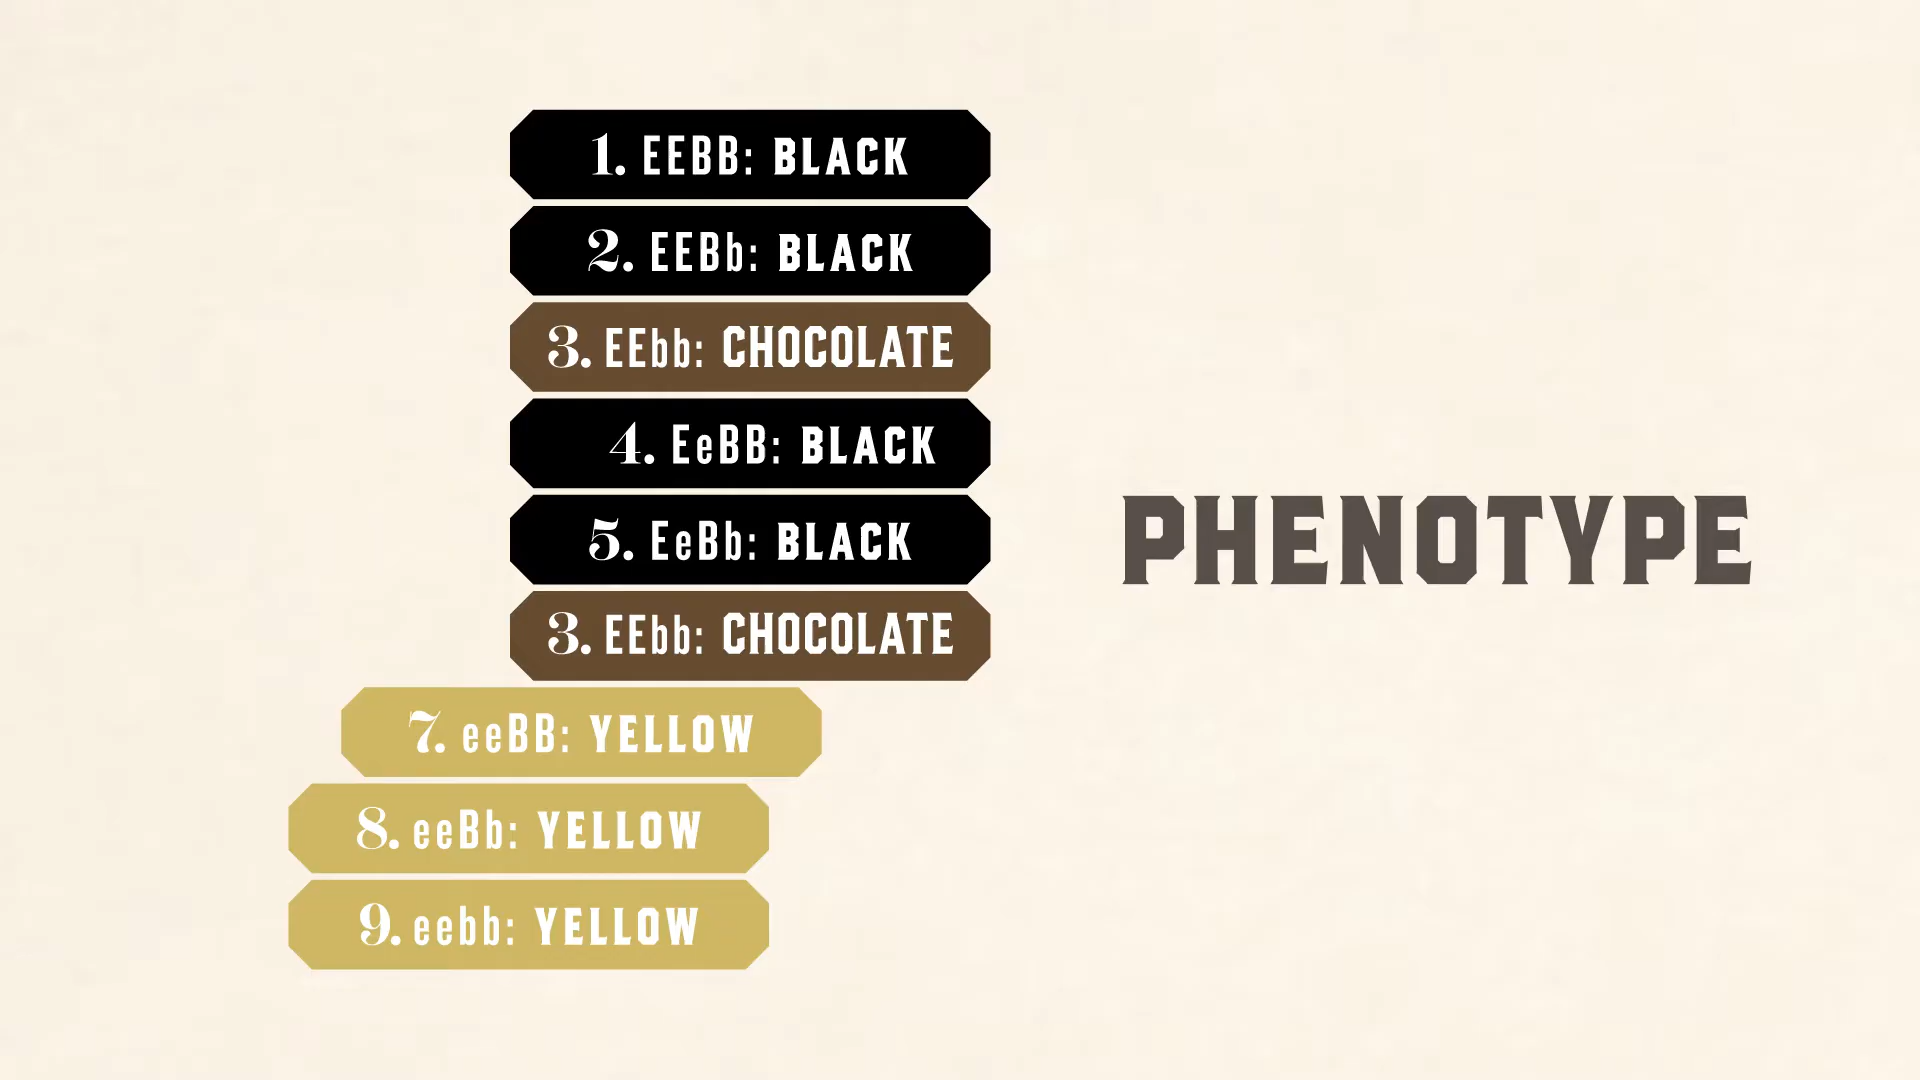 1. EEBB: BLACK
2. EEBb: BLACK
3. EEbb: CHOCOLATE
4. EeBB: BLACK
5. EeBb: BLACK
3. EEbb: CHOCOLATE
7. eeBB: YELLOW
8. eeBb: YELLOW
9. eebb: YELLOW
PHENOTYPE